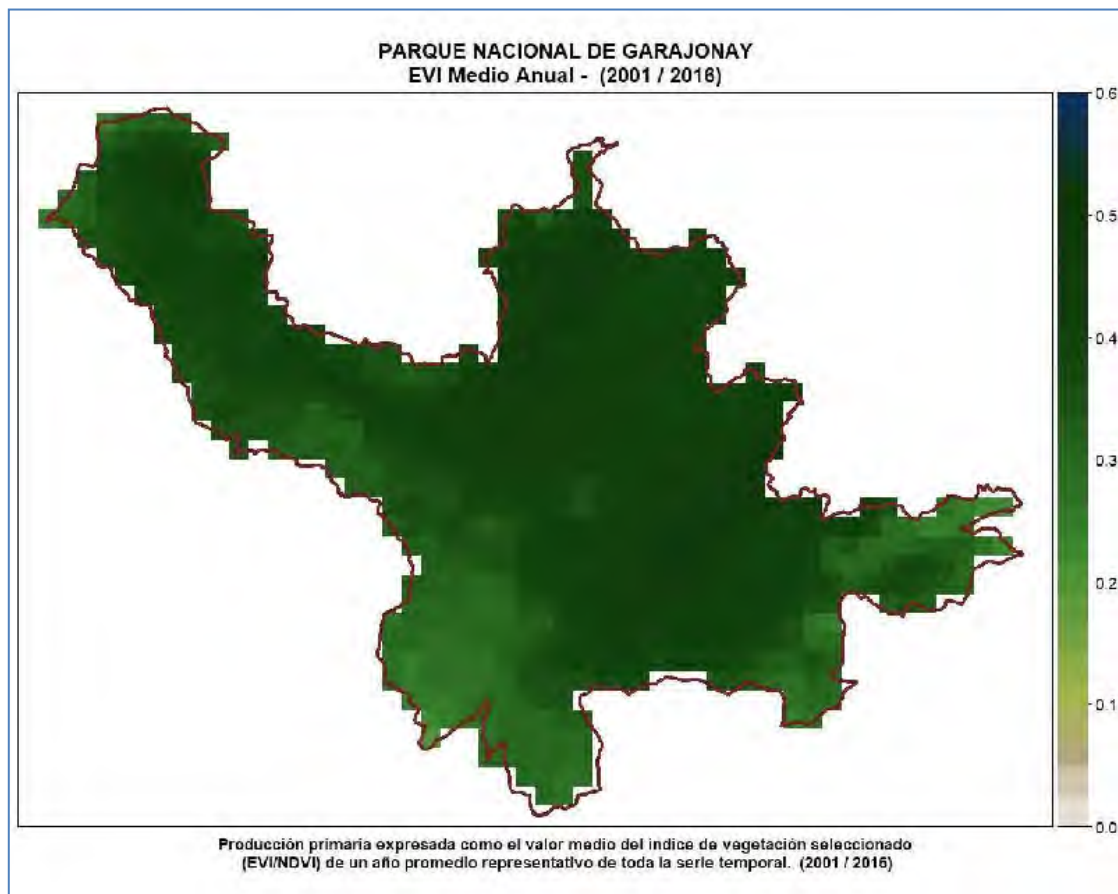 PARQUE NACIONAL DE GARAJONAY
EVI Medio Anual - (2001 / 2016)
0.6
0.5
0.4
0.3
0.2
0.1
0.0
Producción primaria expresada como el valor medio del indice de vegetación seleccionado
(EVI/NDVI) de un año promedio representativo de toda la serie temporal. (2001 / 2016)